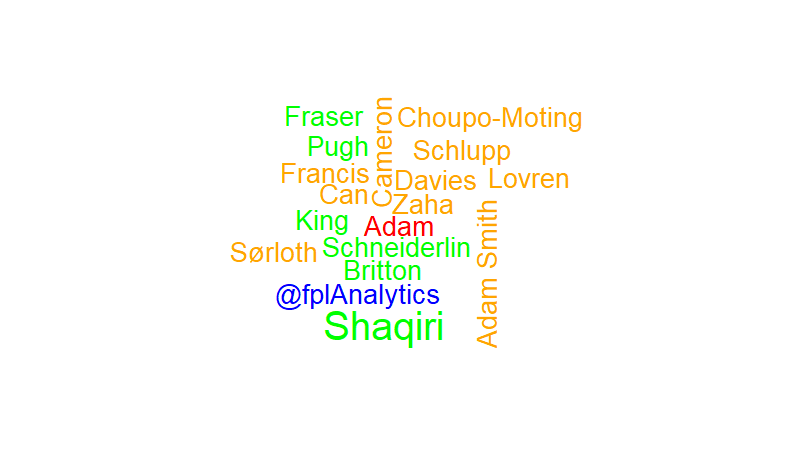 Fraser
Cameron
Choupo-Moting
Pugh
Schlupp
Francis
Davies
Lovren
Can
Zaha
King
Adam
Adam Smith
Sørloth
Schneiderlin
Britton
@fplAnalytics
Shaqiri